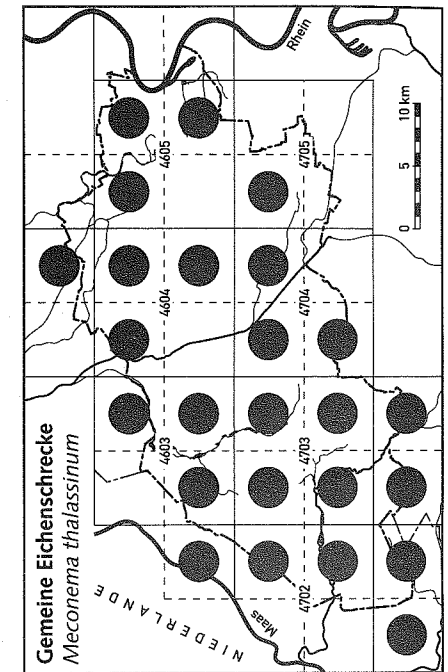 Gemeine Eichenschrecke
Meconema thalassinum
NIEDERLANDE
Maas
Rhein
4603
4604
4605
4702
4703
4704
4705
0 5 10 km